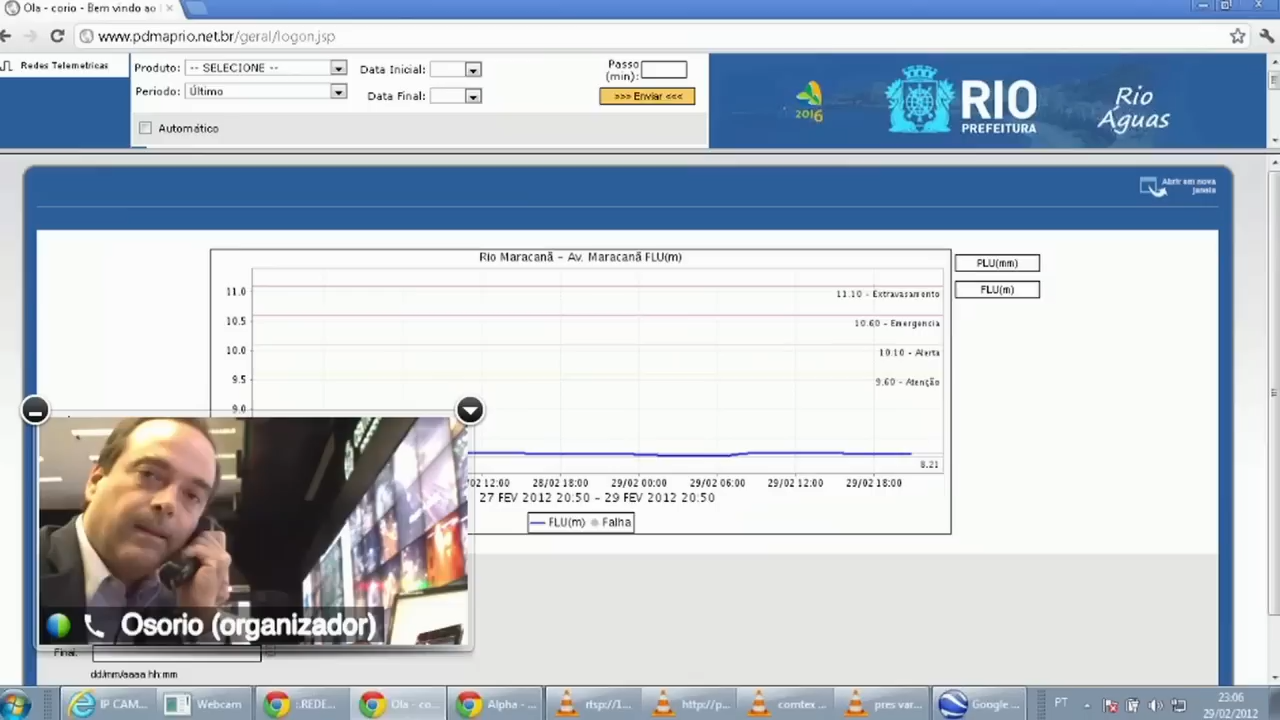 Ola - corio - Bem vindo ao
www.pdmaprio.net.br/geral/logon.jsp
Redes Telemetricas
Produto: -- SELECIONE --
Data Inicial:
Passo (min):
Periodo: Último
Data Final:
>>> Enviar <<<
Automático
2016
RIO
PREFEITURA
Rio
Águas
Abrir em nova
janela
Rio Maracanã - Av. Maracanã FLU(m)
PLU(mm)
FLU(m)
11.0
11.10 - Extravasamento
10.5
10.60 - Emergencia
10.0
10.10 - Alerta
9.5
9.60 - Atenção
9.0
8.21
/02 12:00 28/02 18:00 29/02 00:00 29/02 06:00 29/02 12:00 29/02 18:00
27 FEV 2012 20:50 - 29 FEV 2012 20:50
FLU(m) Falha
Osorio (organizador)
Final:
dd/mm/aaaa hh:mm
IP CAM... Webcam :.REDE... Ola - co... Alpha - ... rtsp://1... http://p... comtex ... pres var... Google ... PT
23:06
29/02/2012